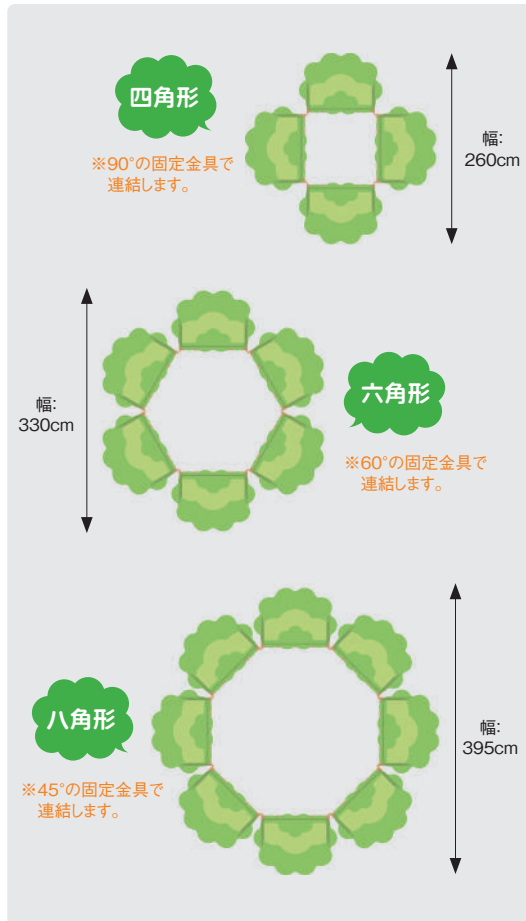 四角形
※90°の固定金具で
連結します。
幅：
260cm
幅：
330cm
六角形
※60°の固定金具で
連結します。
八角形
※45°の固定金具で
連結します。
幅：
395cm